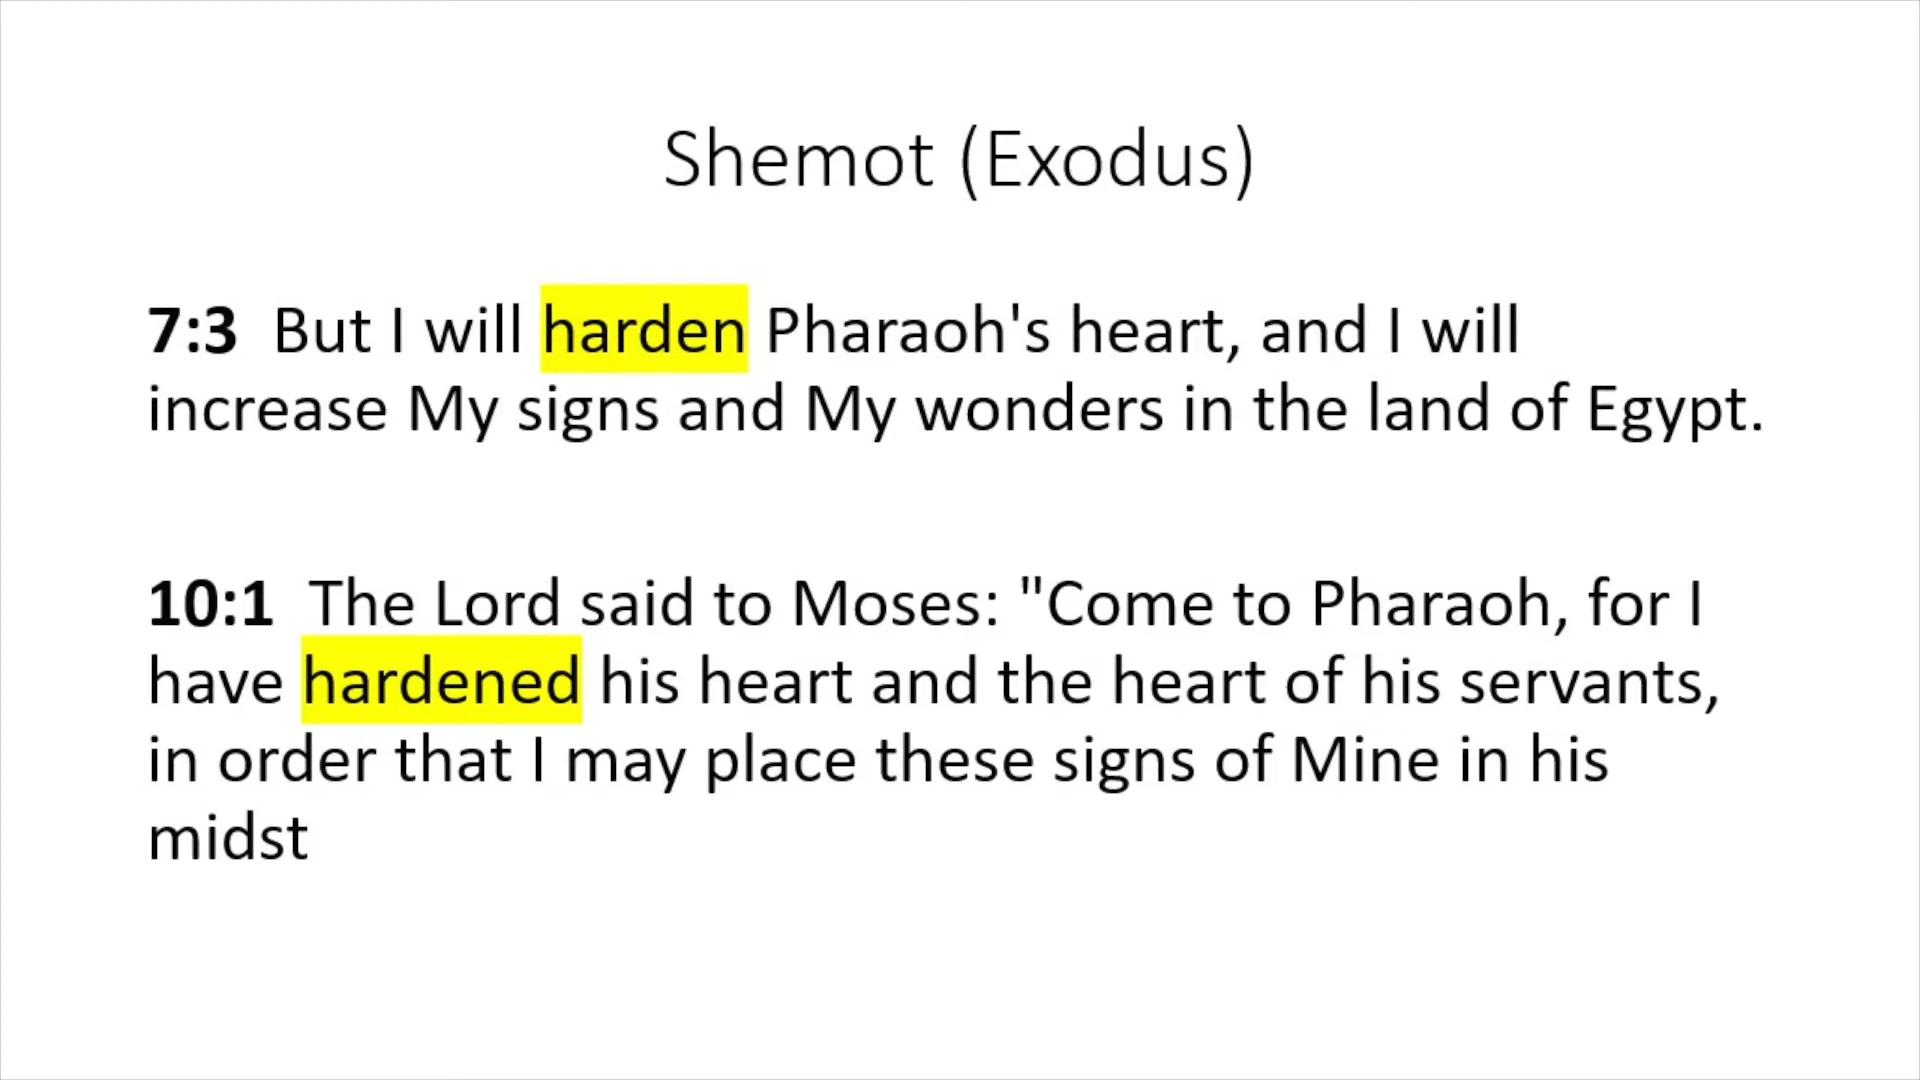 Shemot (Exodus)
7:3 But I will harden Pharaoh's heart, and I will
increase My signs and My wonders in the land of Egypt.
10:1 The Lord said to Moses: "Come to Pharaoh, for I
have hardened his heart and the heart of his servants,
in order that I may place these signs of Mine in his
midst